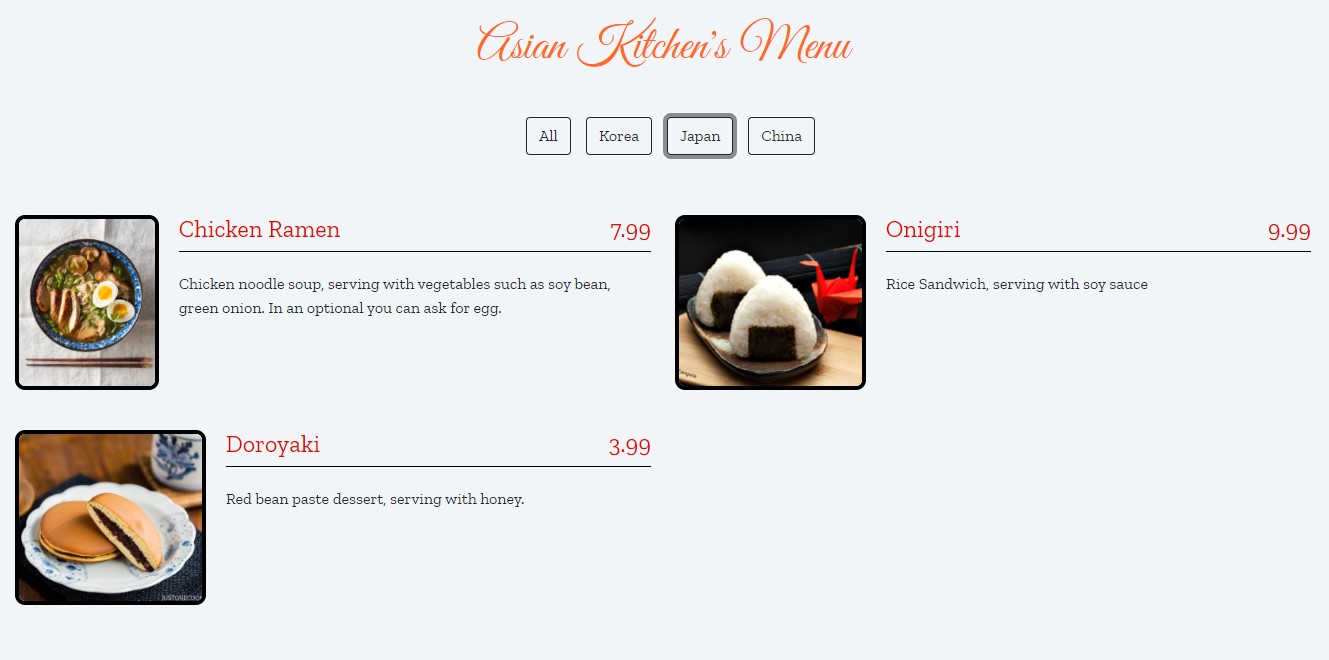 Asian Kitchen's Menu
All Korea Japan China
Chicken Ramen 7.99
Chicken noodle soup, serving with vegetables such as soy bean,
green onion. In an optional you can ask for egg.
Onigiri 9.99
Rice Sandwich, serving with soy sauce
Doroyaki 3.99
Red bean paste dessert, serving with honey.